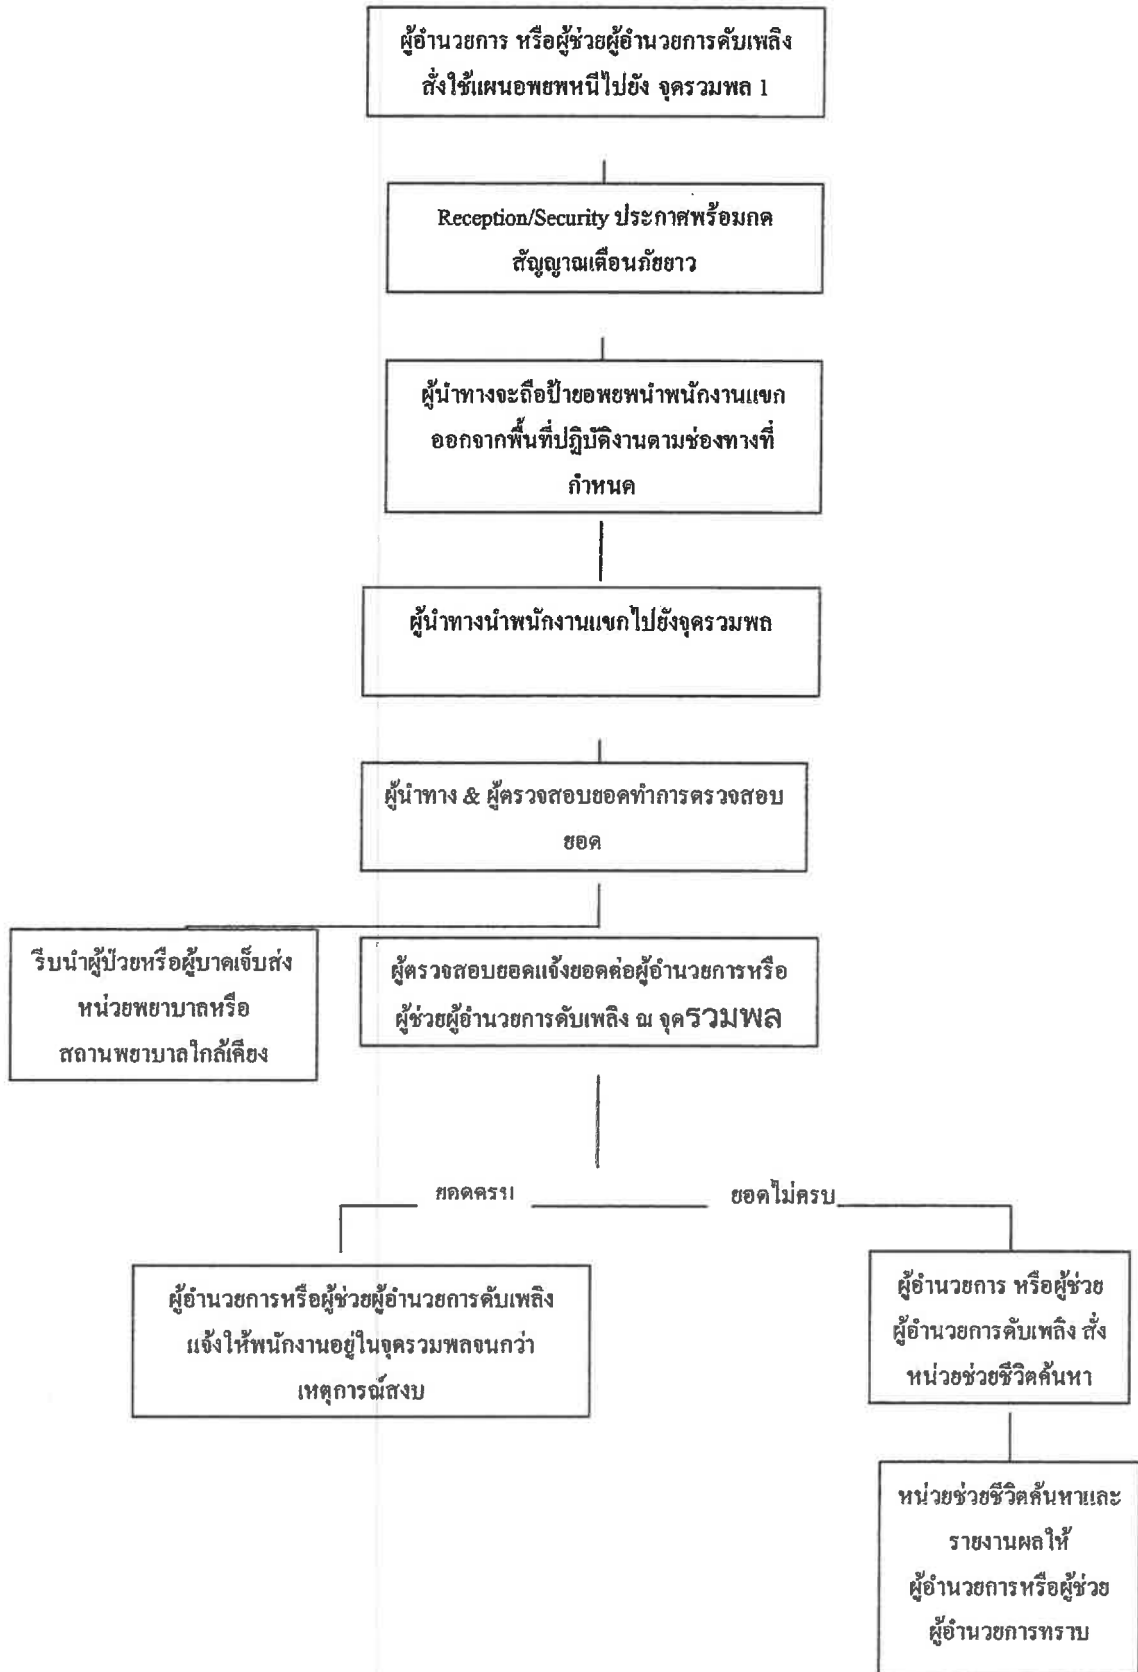 ผู้อำนวยการ หรือผู้ช่วยผู้อำนวยการดับเพลิง
สั่งใช้แผนอพยพหนีไปยัง จุดรวมพล 1
Reception/Security ประกาศพร้อมกด
สัญญาณเตือนภัยยาว
ผู้นำทางจะถือป้ายอพยพนำพนักงานแขก
ออกจากพื้นที่ปฏิบัติงานตามช่องทางที่
กำหนด
ผู้นำทางนำพนักงานแขกไปยังจุดรวมพล
ผู้นำทาง & ผู้ตรวจสอบยอดทำการตรวจสอบ
ยอด
รีบนำผู้ป่วยหรือผู้บาดเจ็บส่ง
หน่วยพยาบาลหรือ
สถานพยาบาลใกล้เคียง
ผู้ตรวจสอบยอดแจ้งยอดต่อผู้อำนวยการหรือ
ผู้ช่วยผู้อำนวยการดับเพลิง ณ จุดรวมพล
ยอดครบ
ยอดไม่ครบ
ผู้อำนวยการหรือผู้ช่วยผู้อำนวยการดับเพลิง
แจ้งให้พนักงานอยู่ในจุดรวมพลจนกว่า
เหตุการณ์สงบ
ผู้อำนวยการ หรือผู้ช่วย
ผู้อำนวยการดับเพลิง สั่ง
หน่วยช่วยชีวิตค้นหา
หน่วยช่วยชีวิตค้นหาและ
รายงานผลให้
ผู้อำนวยการหรือผู้ช่วย
ผู้อำนวยการทราบ